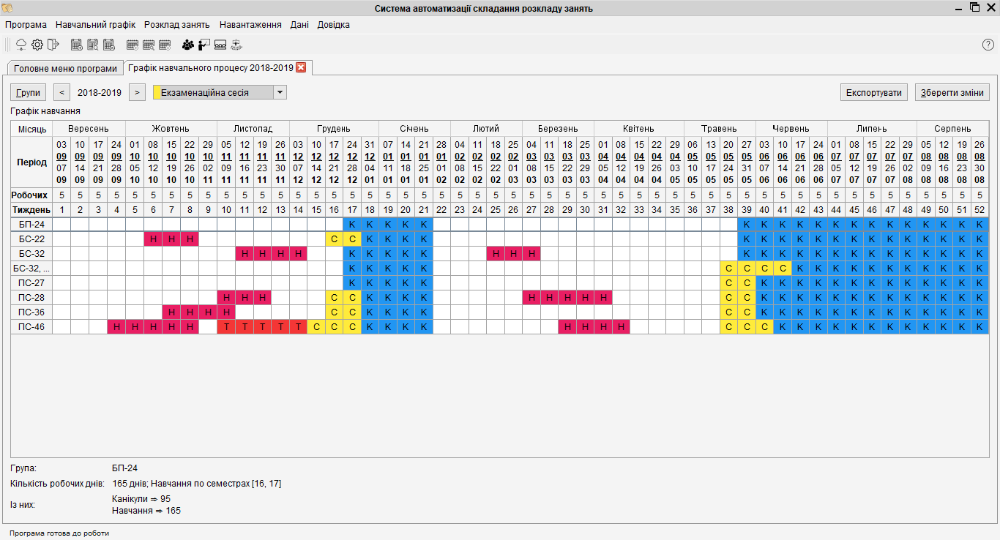 Система автоматизації складання розкладу занять
Програма Навчальний графік Розклад занять Навантаження Дані Довідка
Головне меню програми Графік навчального процесу 2018-2019
Групи < 2018-2019 > Екзаменаційна сесія Експортувати Зберегти зміни
Графік навчання
Місяць Вересень Жовтень Листопад Грудень Січень Лютий Березень Квітень Травень Червень Липень Серпень
Період 03 10 17 24 01 08 15 22 29 05 12 19 26 03 10 17 24 31 07 14 21 28 04 11 18 25 04 11 18 25 01 08 15 22 29 06 13 20 27 03 10 17 24 01 08 15 22 29 05 12 19 26
09 09 09 09 10 10 10 10 10 11 11 11 11 12 12 12 12 12 01 01 01 01 02 02 02 02 03 03 03 03 04 04 04 04 04 05 05 05 05 06 06 06 06 07 07 07 07 07 08 08 08 08
07 14 21 28 05 12 19 26 02 09 16 23 30 07 14 21 28 04 11 18 25 01 08 15 22 01 08 15 22 29 05 12 19 26 03 10 17 24 31 07 14 21 28 05 12 19 26 02 09 16 23 30
09 09 09 09 10 10 10 10 11 11 11 11 11 12 12 12 12 01 01 01 01 02 02 02 02 03 03 03 03 03 04 04 04 04 05 05 05 05 05 06 06 06 06 07 07 07 07 08 08 08 08 08
Робочих 5 5 5 5 5 5 5 5 5 5 5 5 5 5 5 5 5 5 5 5 5 5 5 5 5 5 5 5 5 5 5 5 5 5 5 5 5 5 5 5 5 5 5 5 5 5 5 5 5 5 5 5
Тиждень 1 2 3 4 5 6 7 8 9 10 11 12 13 14 15 16 17 18 19 20 21 22 23 24 25 26 27 28 29 30 31 32 33 34 35 36 37 38 39 40 41 42 43 44 45 46 47 48 49 50 51 52
БП-24 К К К К К К К К К К К К К К К К К К К
БС-22 Н Н Н С С К К К К К К К К К К К К К К К К К К
БС-32 Н Н Н Н К К К К К Н Н Н К К К К К К К К К К К К К К
БС-32, ... К К К К К С С С С К К К К К К К К К К К
ПС-27 К К К К К С С К К К К К К К К К К К К К
ПС-28 Н Н Н С С К К К К Н Н Н Н Н С С К К К К К К К К К К К К К
ПС-36 Н Н Н Н С С К К К К С С К К К К К К К К К К К К К
ПС-46 Н Н Н Н Н Т Т Т Т Т С С С К К К К Н Н Н Н С С С К К К К К К К К К К К К
Група: БП-24
Кількість робочих днів: 165 днів; Навчання по семестрах [16, 17]
Із них: Канікули ⇒ 95
Навчання ⇒ 165
Програма готова до роботи